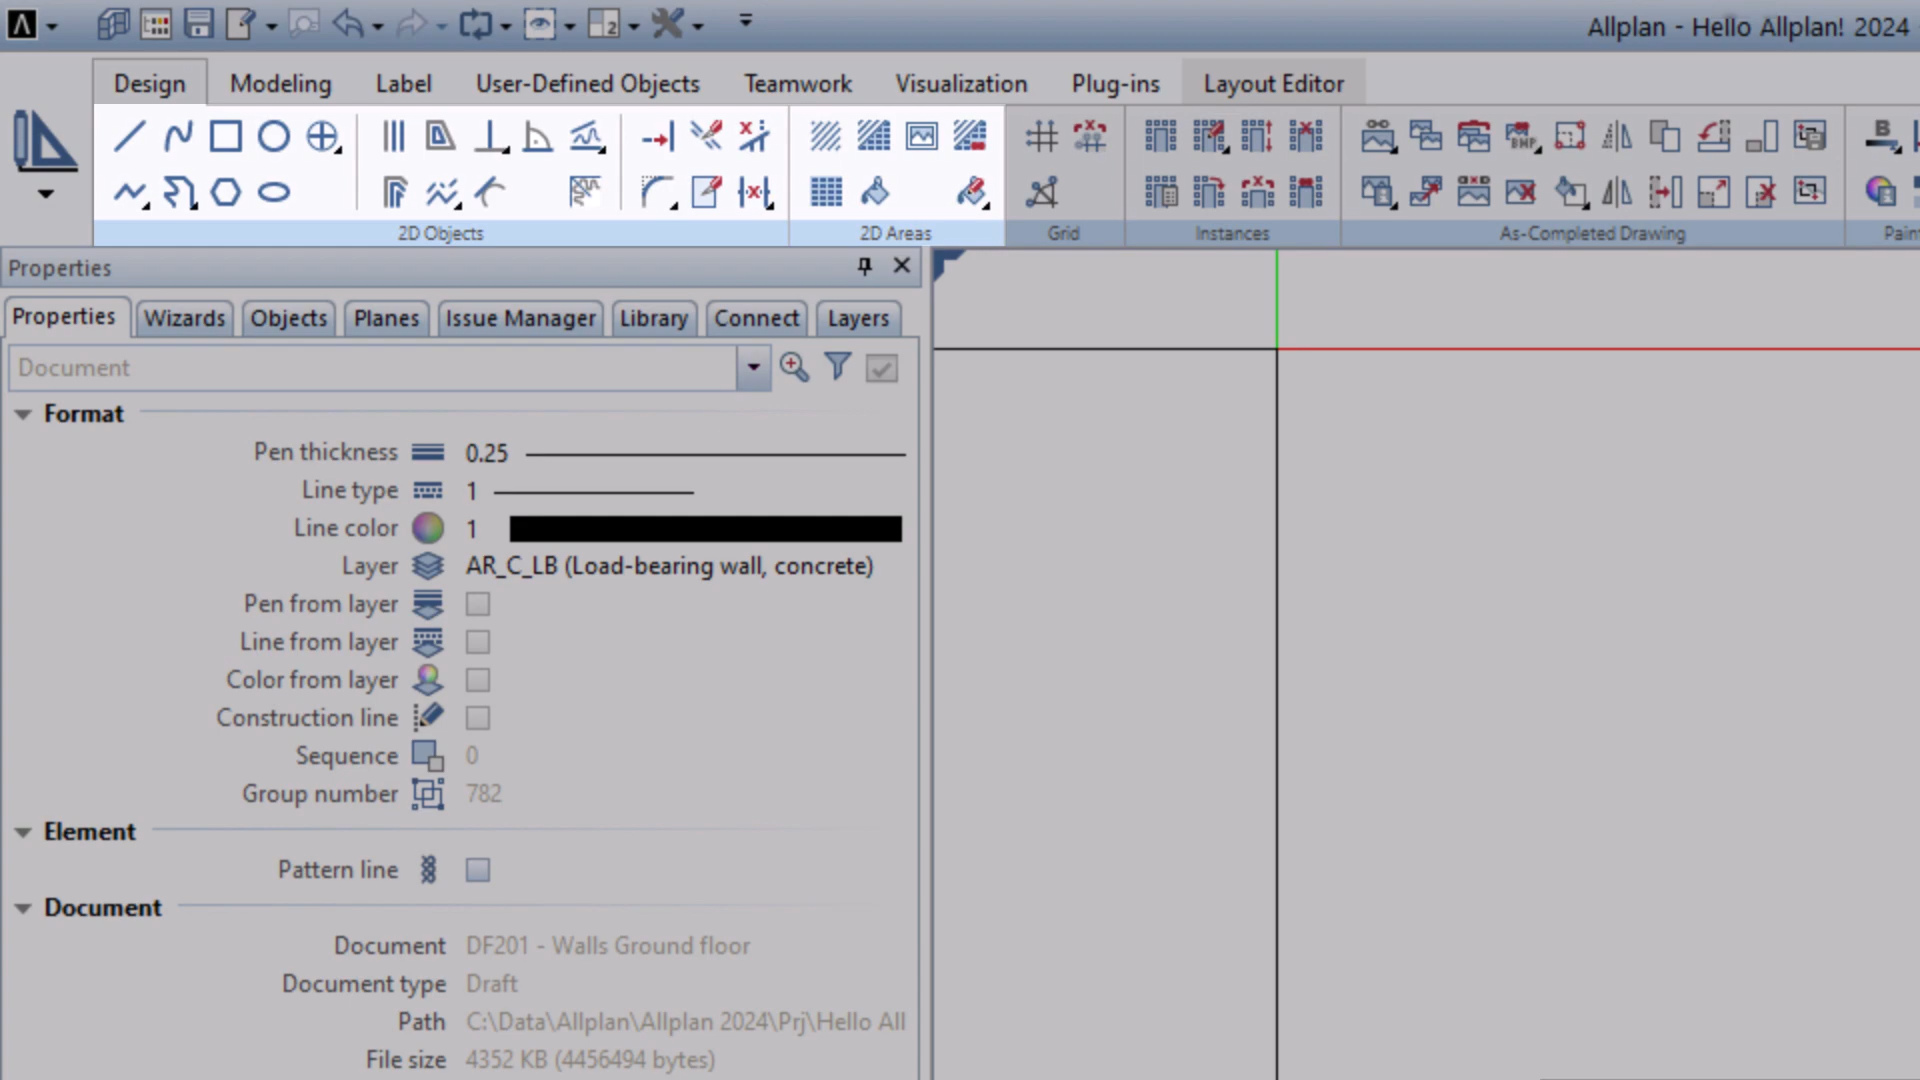 Allplan - Hello Allplan! 2024
Design Modeling Label User-Defined Objects Teamwork Visualization Plug-ins Layout Editor
2D Objects 2D Areas Grid Instances As-Completed Drawing
Properties
Properties Wizards Objects Planes Issue Manager Library Connect Layers
Document
Format
Pen thickness 0.25
Line type 1
Line color 1
Layer AR_C_LB (Load-bearing wall, concrete)
Pen from layer
Line from layer
Color from layer
Construction line
Sequence 0
Group number 782
Element
Pattern line
Document
Document DF201 - Walls Ground floor
Document type Draft
Path C:\Data\Allplan\Allplan 2024\Prj\Hello All
File size 4352 KB (4456494 bytes)